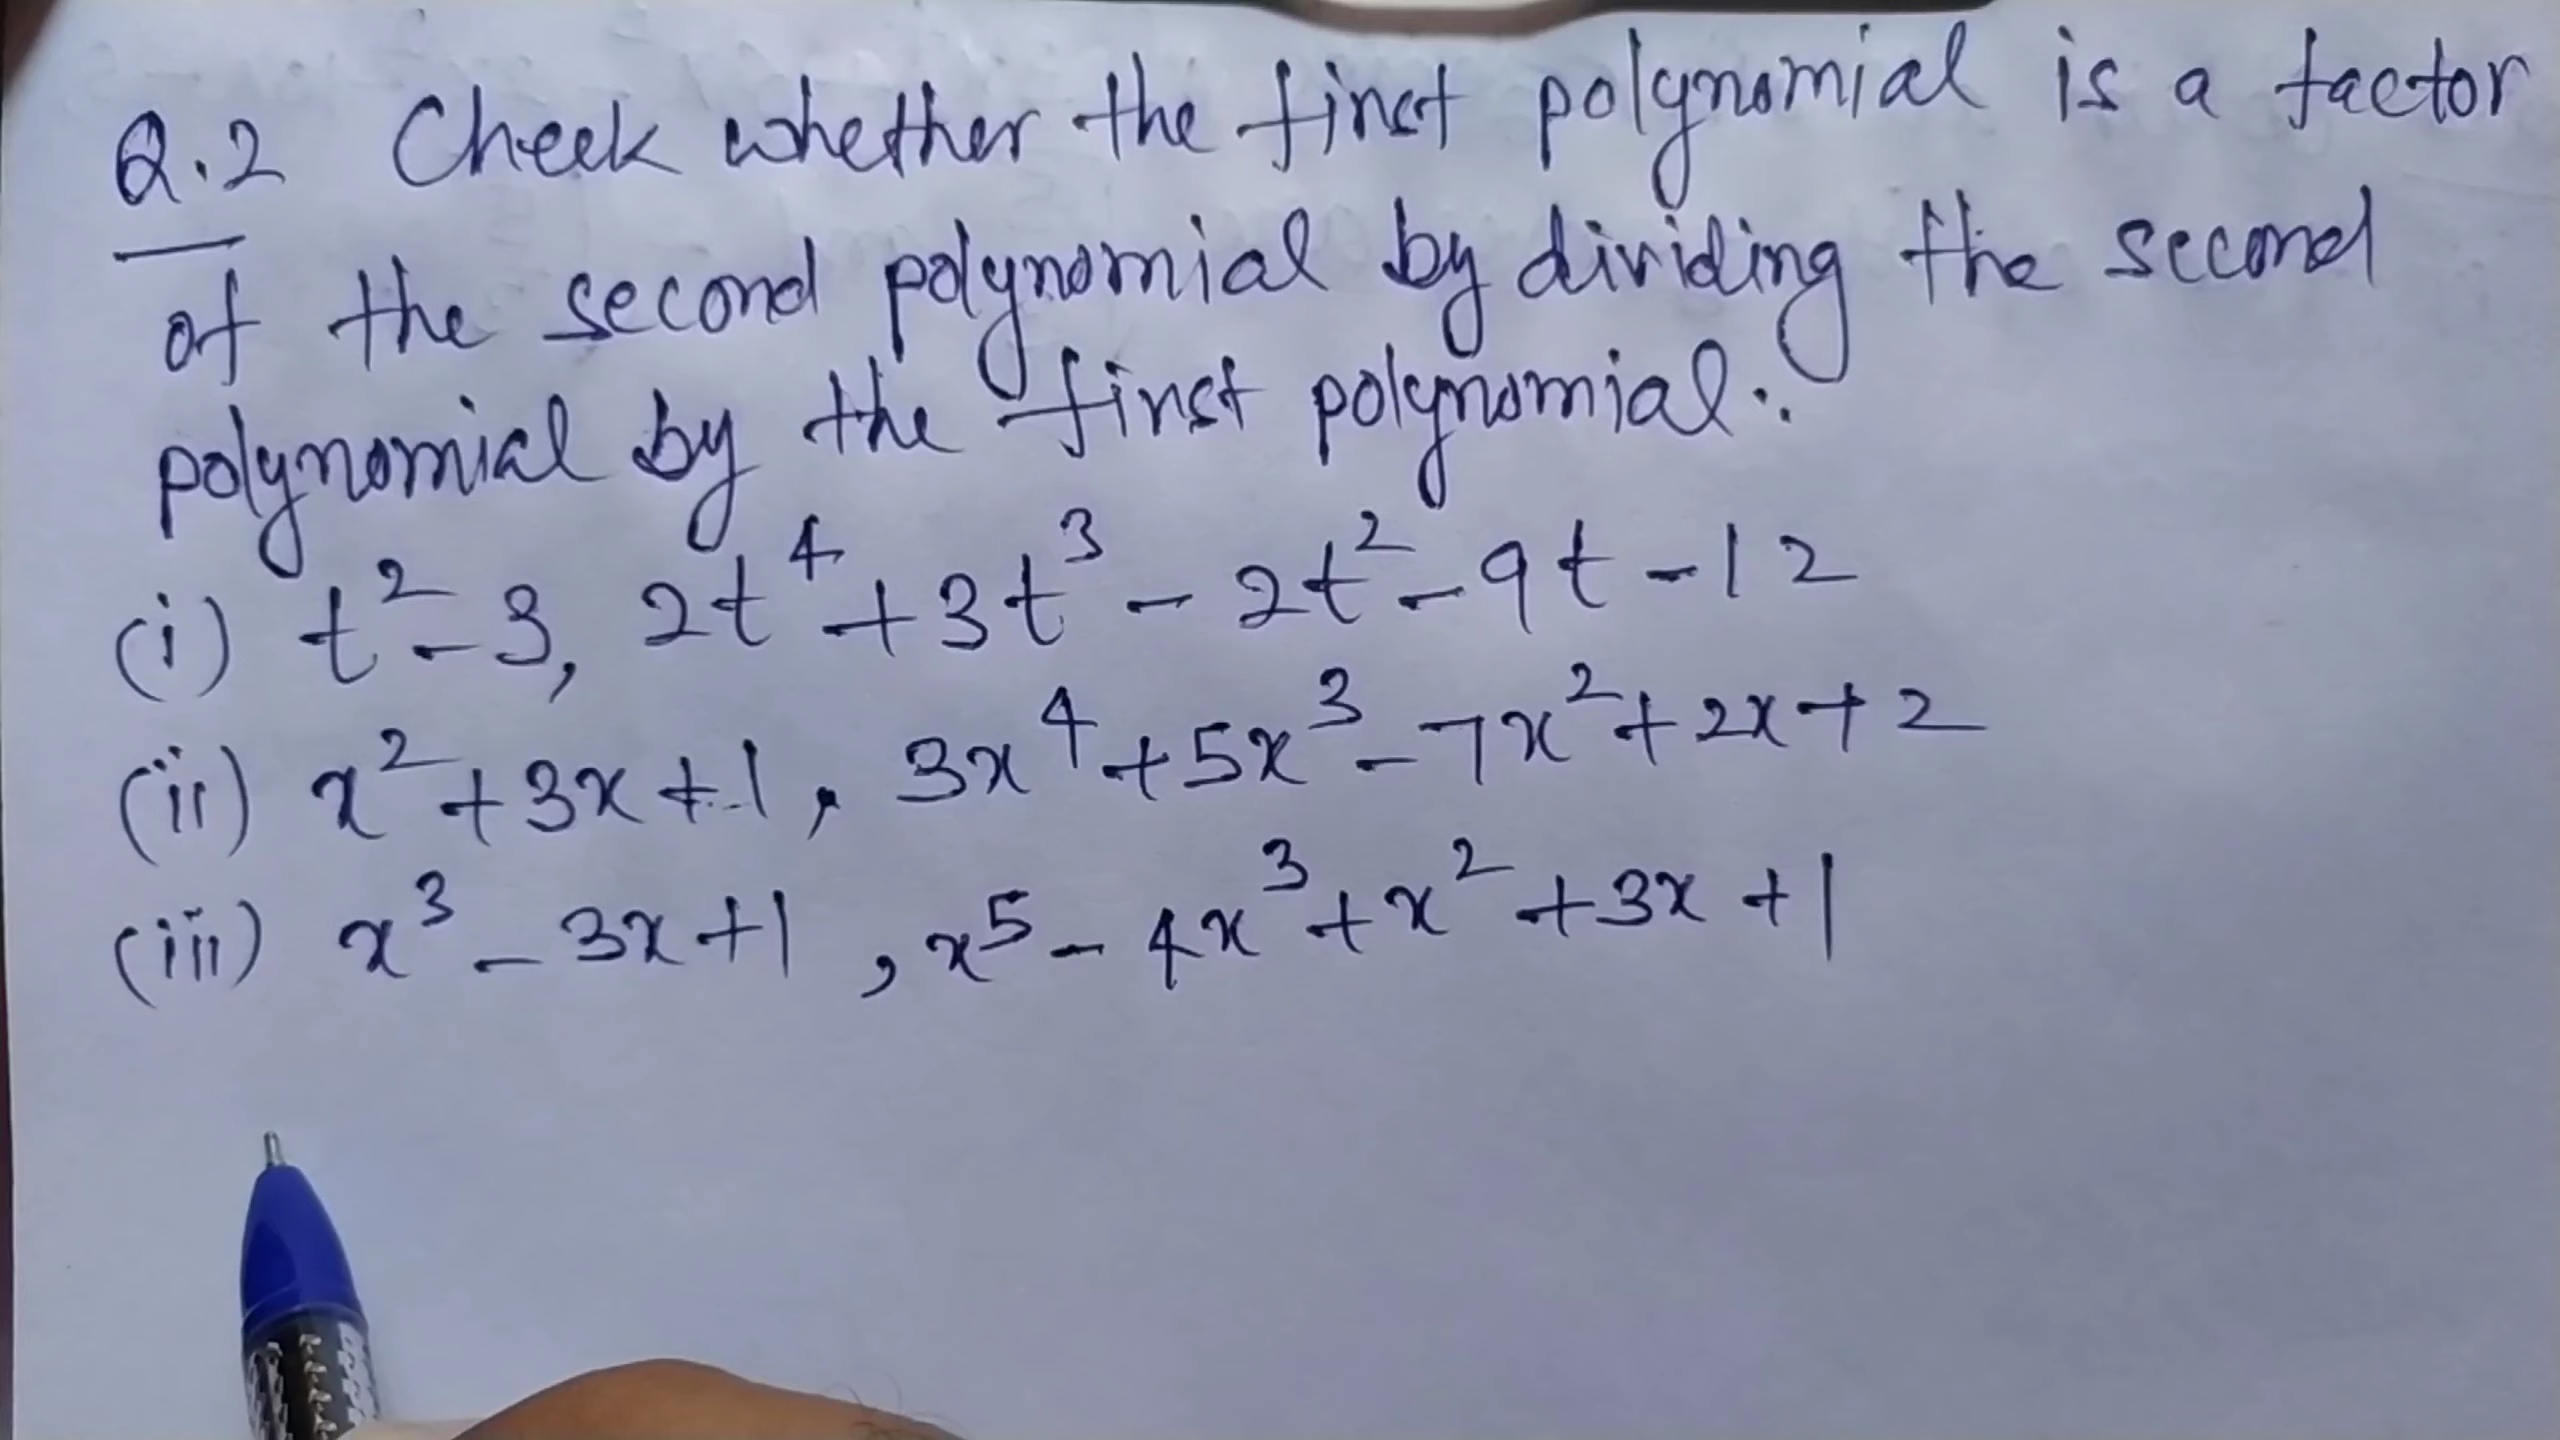 Q.2 Check whether the first polynomial is a factor
of the second polynomial by dividing the second
polynomial by the first polynomial:
(i) t² - 3, 2t⁴ + 3t³ - 2t² - 9t - 12
(ii) x² + 3x + 1, 3x⁴ + 5x³ - 7x² + 2x + 2
(iii) x³ - 3x + 1, x⁵ - 4x³ + x² + 3x + 1